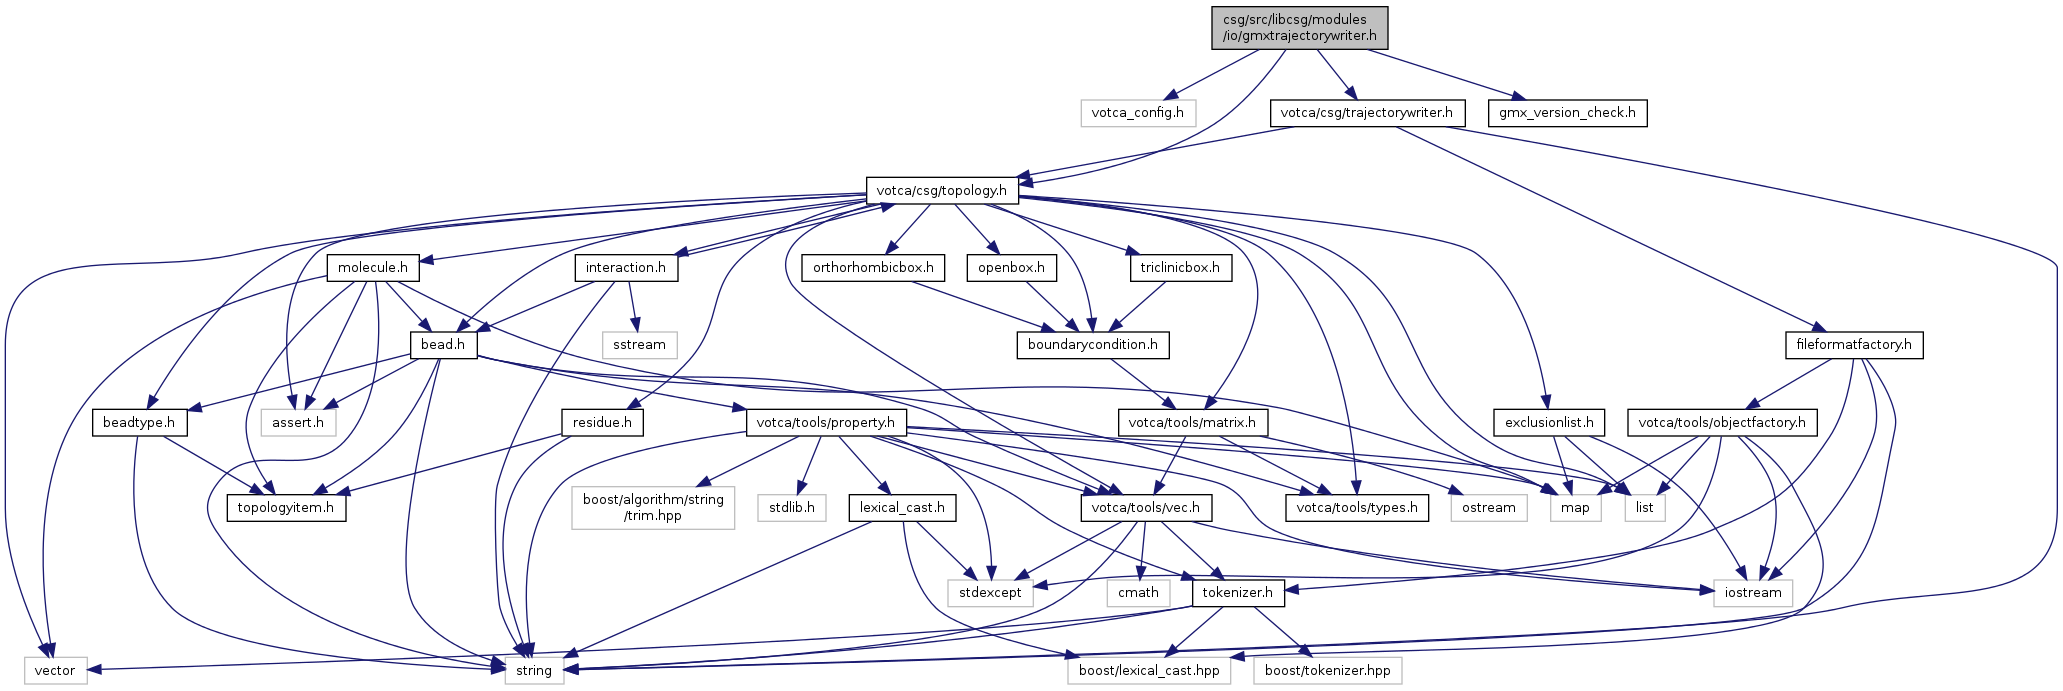 csg/src/libcsg/modules
/io/gmxtrajectorywriter.h
votca_config.h
votca/csg/trajectorywriter.h
gmx_version_check.h
votca/csg/topology.h
molecule.h
interaction.h
orthorhombicbox.h
openbox.h
triclinicbox.h
bead.h
sstream
boundarycondition.h
fileformatfactory.h
beadtype.h
assert.h
residue.h
votca/tools/property.h
votca/tools/matrix.h
exclusionlist.h
votca/tools/objectfactory.h
topologyitem.h
boost/algorithm/string
/trim.hpp
stdlib.h
lexical_cast.h
votca/tools/vec.h
votca/tools/types.h
ostream
map
list
stdexcept
cmath
tokenizer.h
iostream
vector
string
boost/lexical_cast.hpp
boost/tokenizer.hpp